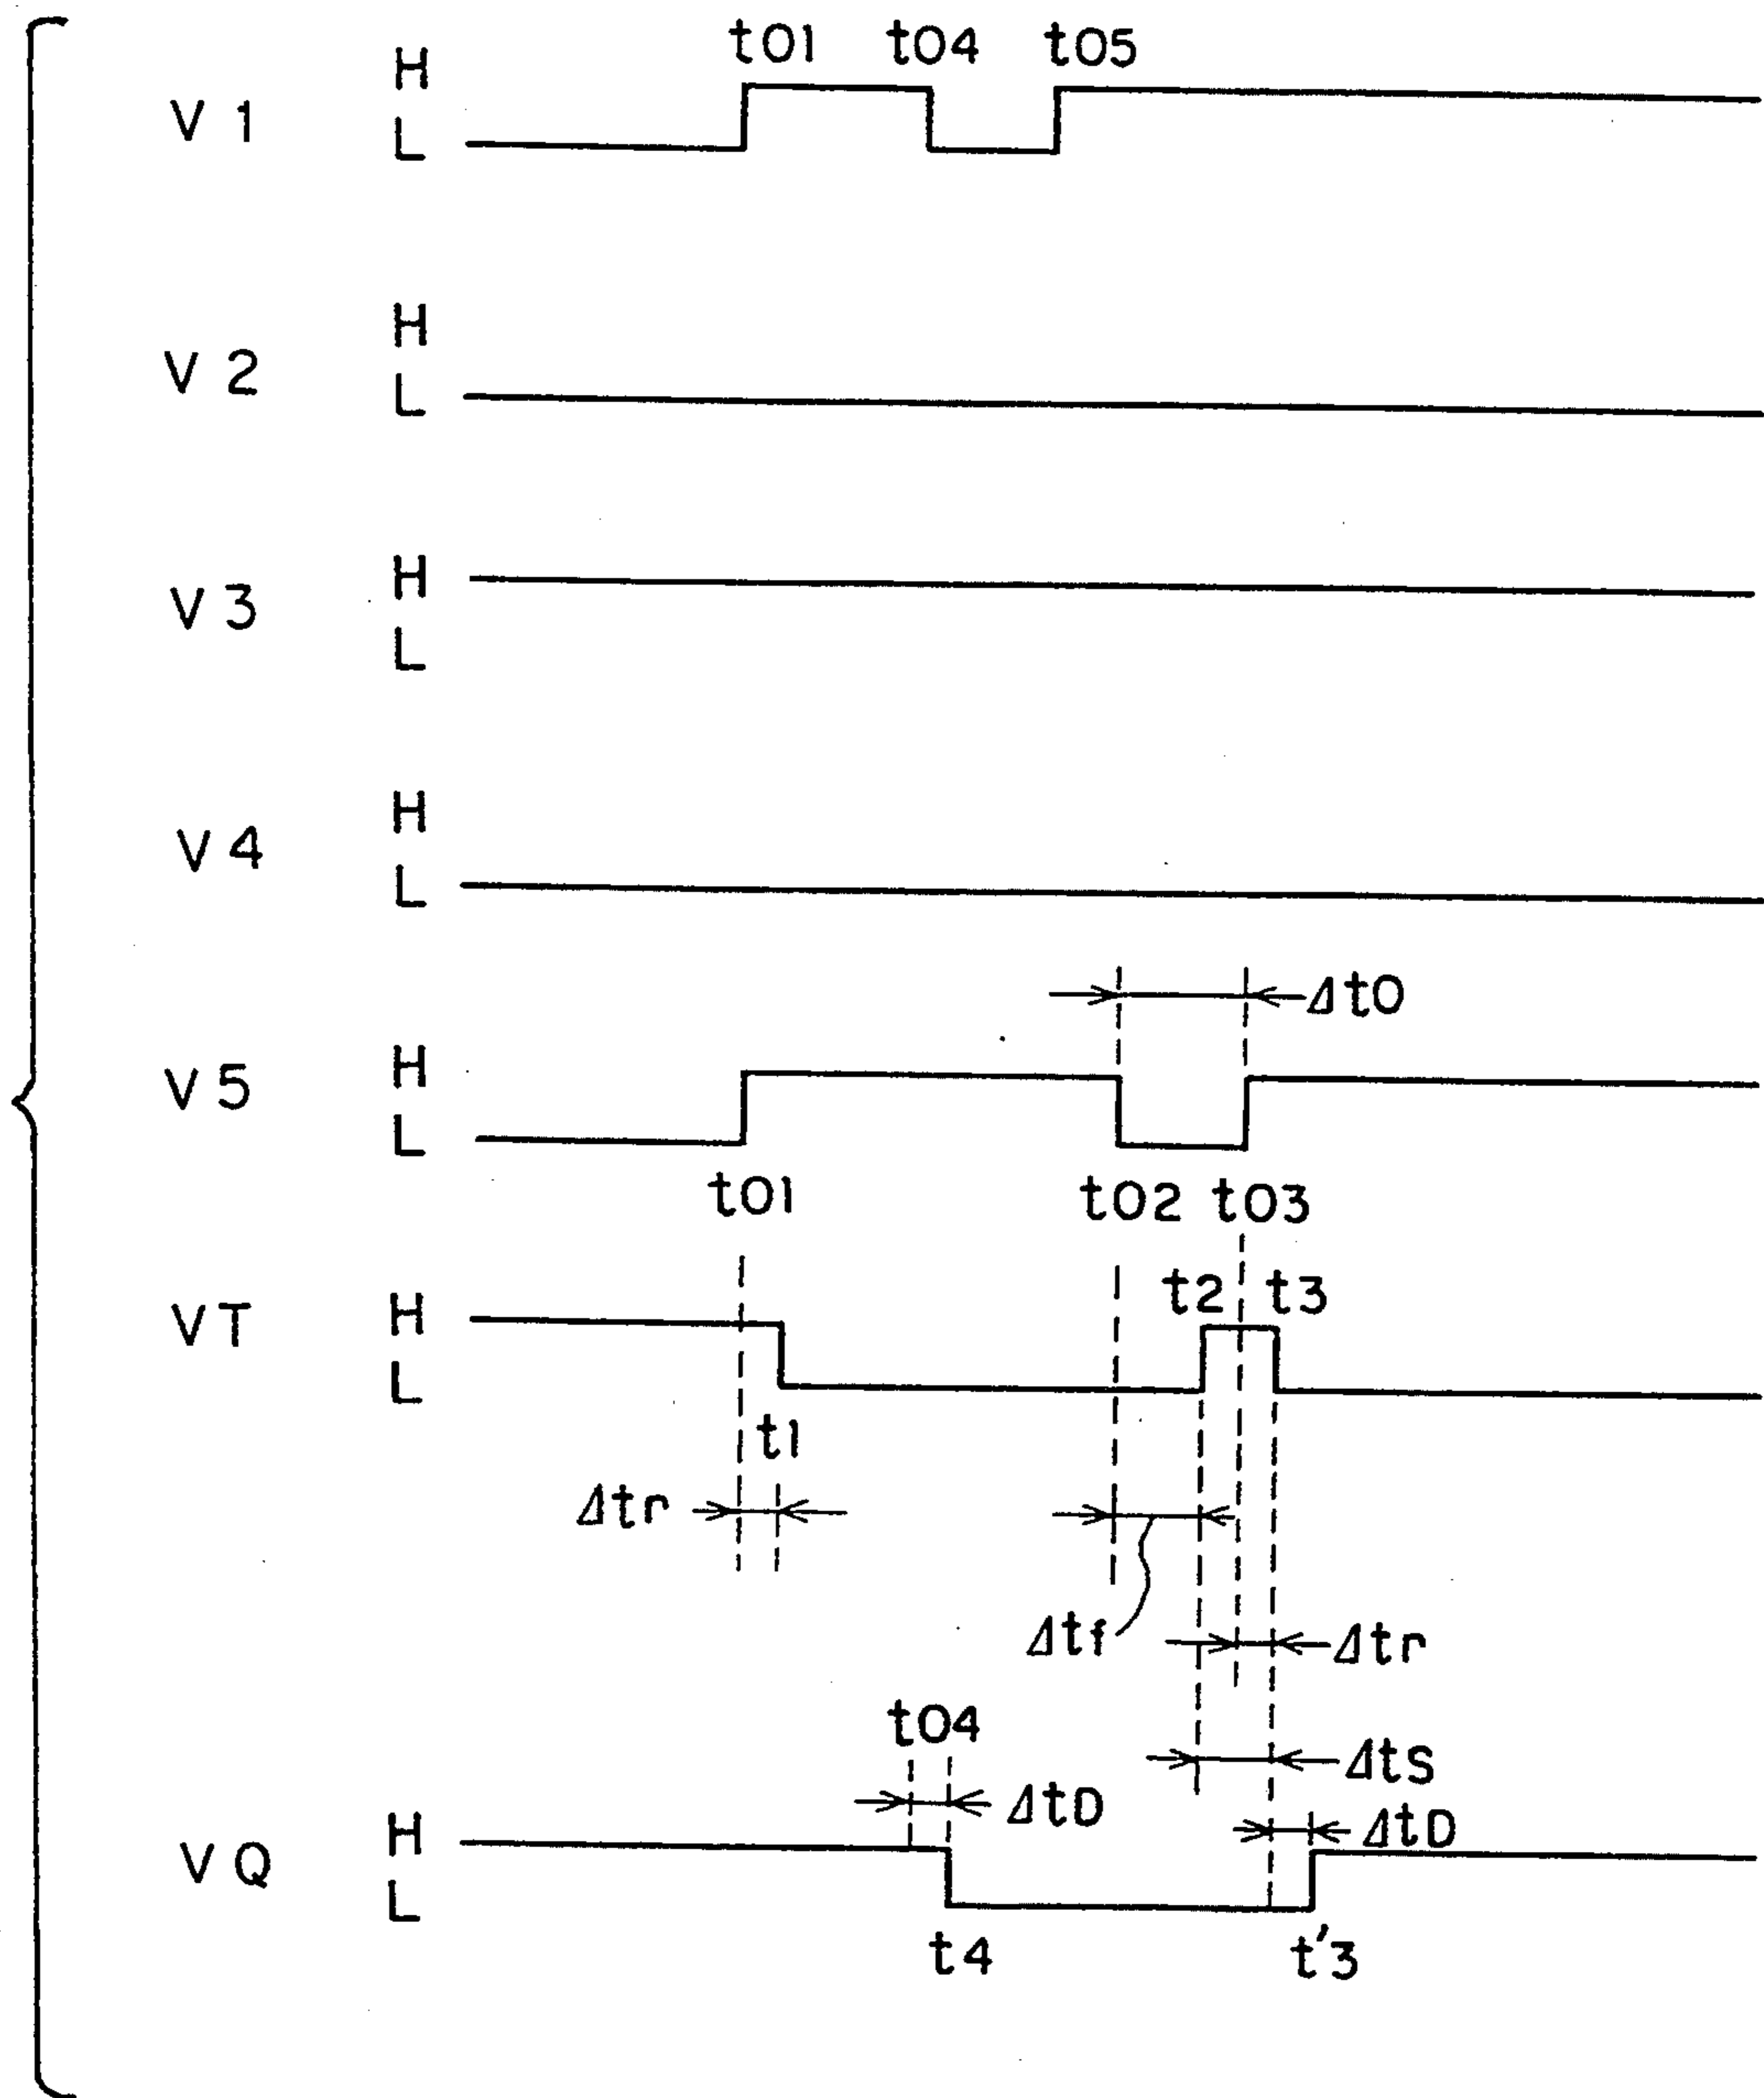 t01 t04 t05
H
V1
L
H
V2
L
H
V3
L
H
V4
L
Δt0
H
V5
L
t01 t02 t03
t2 t3
H
VT
L
t1
Δtr
Δtf
Δtr
t04
Δts
ΔtD
ΔtD
H
VQ
L
t4 t'3